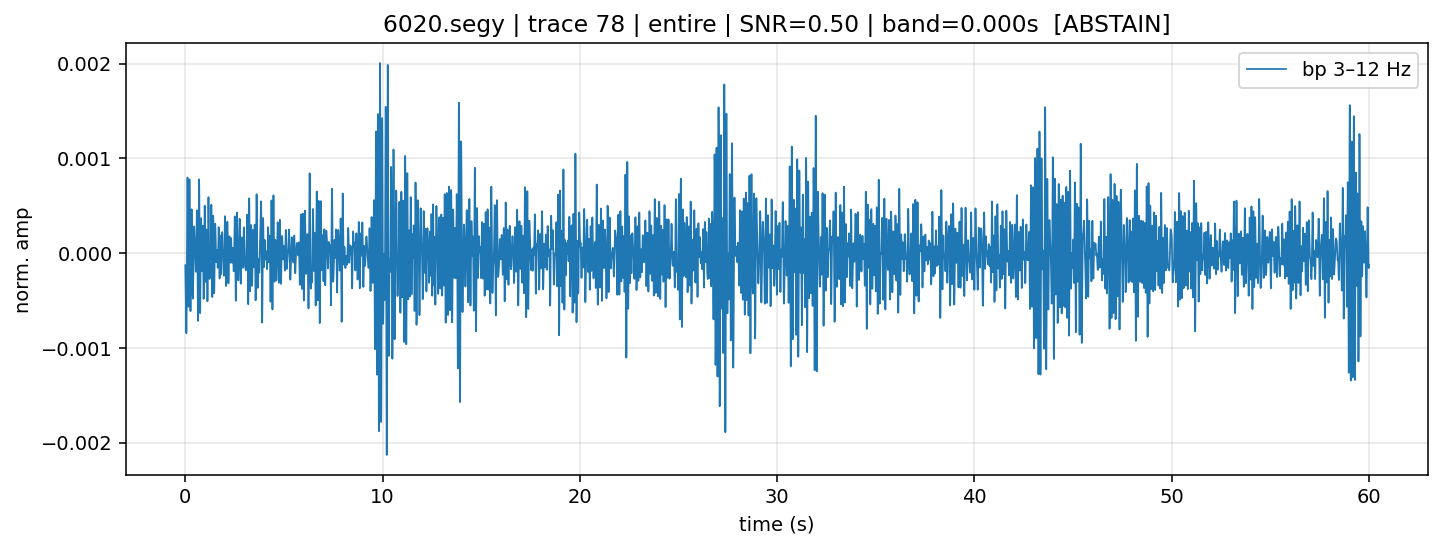 6020.segy | trace 78 | entire | SNR=0.50 | band=0.000s  [ABSTAIN]
bp 3–12 Hz
0.002
0.001
0.000
−0.001
−0.002
norm. amp
0 10 20 30 40 50 60
time (s)